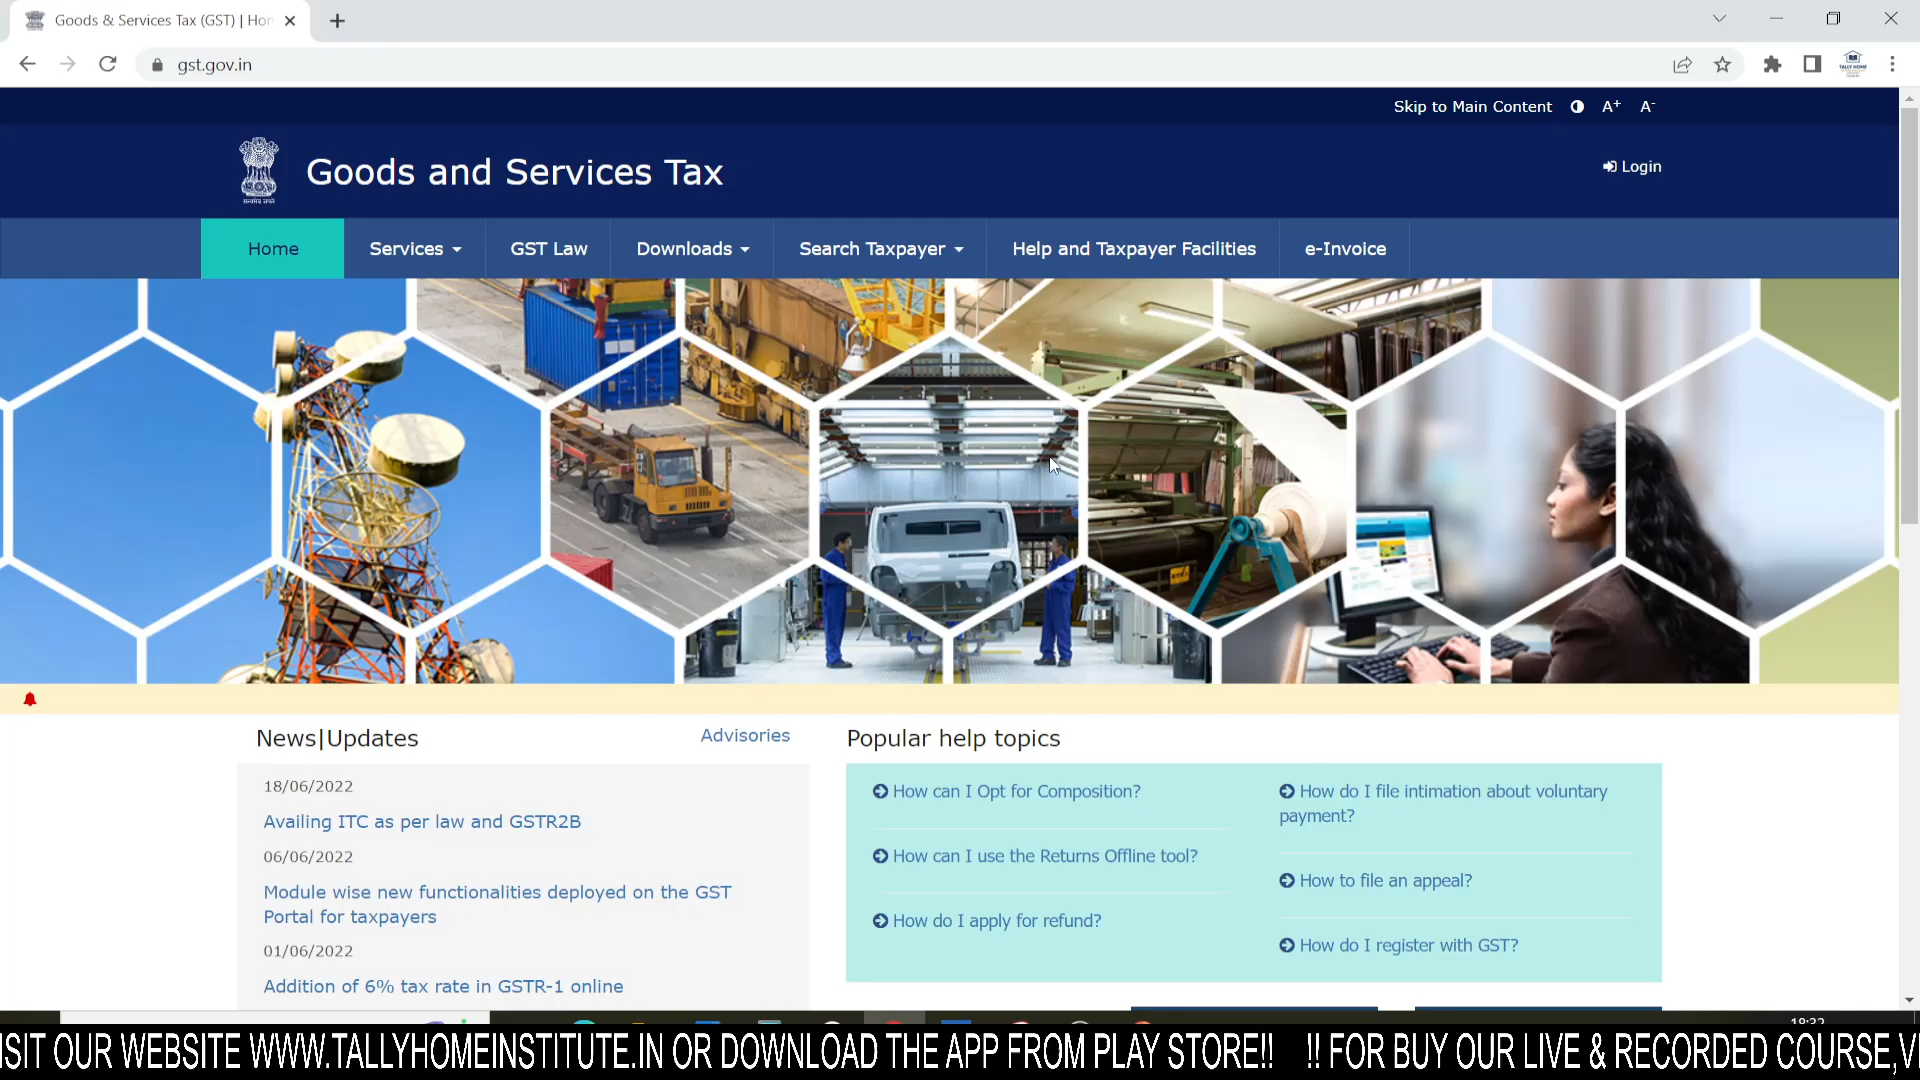 Goods & Services Tax (GST) | Hom
gst.gov.in
TALLY HOME
Skip to Main Content A+ A-
सत्यमेव जयते
Goods and Services Tax
Login
Home Services GST Law Downloads Search Taxpayer Help and Taxpayer Facilities e-Invoice
News|Updates Advisories
18/06/2022
Availing ITC as per law and GSTR2B
06/06/2022
Module wise new functionalities deployed on the GST
Portal for taxpayers
01/06/2022
Addition of 6% tax rate in GSTR-1 online
Popular help topics
How can I Opt for Composition?
How can I use the Returns Offline tool?
How do I apply for refund?
How do I file intimation about voluntary
payment?
How to file an appeal?
How do I register with GST?
SIT OUR WEBSITE WWW.TALLYHOMEINSTITUTE.IN OR DOWNLOAD THE APP FROM PLAY STORE!! !! FOR BUY OUR LIVE & RECORDED COURSE,V